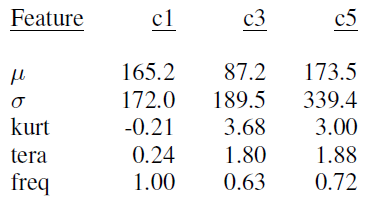 Feature c1 c3 c5
μ 165.2 87.2 173.5
σ 172.0 189.5 339.4
kurt -0.21 3.68 3.00
tera 0.24 1.80 1.88
freq 1.00 0.63 0.72